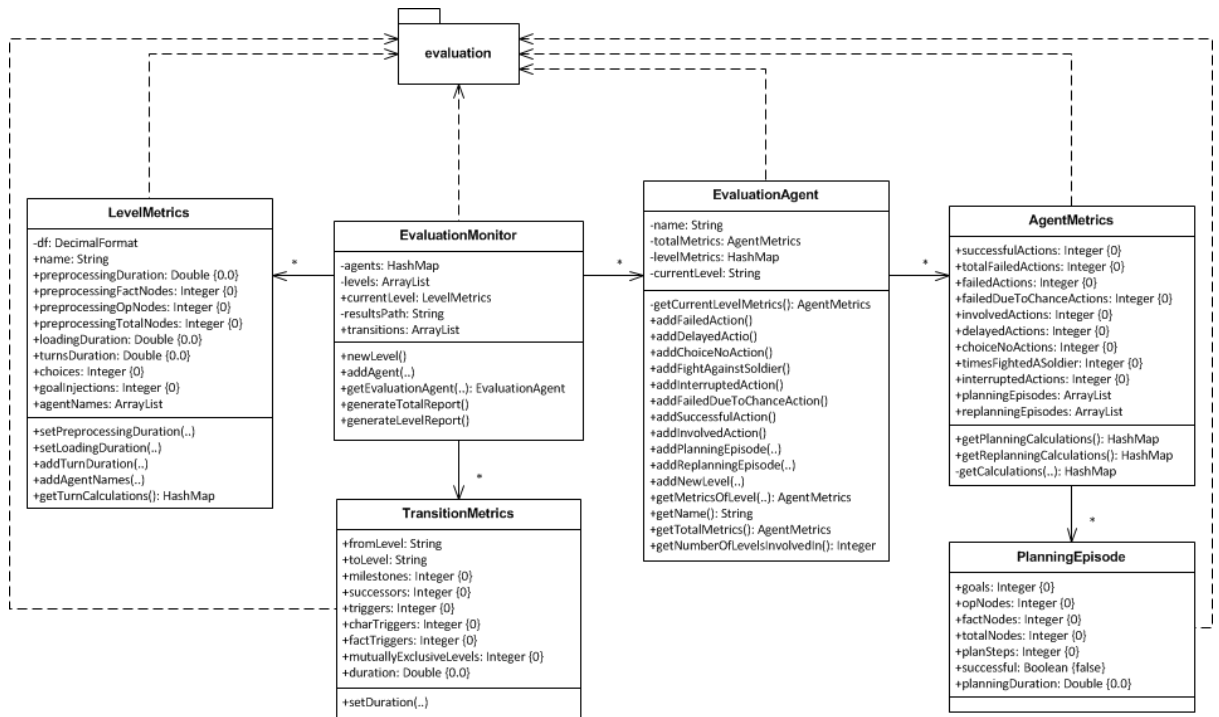 evaluation
LevelMetrics
-df: DecimalFormat
+name: String
+preprocessingDuration: Double {0.0}
+preprocessingFactNodes: Integer {0}
+preprocessingOpNodes: Integer {0}
+preprocessingTotalNodes: Integer {0}
+loadingDuration: Double {0.0}
+turnsDuration: Double {0.0}
+choices: Integer {0}
+goalInjections: Integer {0}
+agentNames: ArrayList
+setPreprocessingDuration(..)
+setLoadingDuration(..)
+addTurnDuration(..)
+addAgentNames(..)
+getTurnCalculations(): HashMap
*
EvaluationMonitor
-agents: HashMap
-levels: ArrayList
+currentLevel: LevelMetrics
-resultsPath: String
+transitions: ArrayList
+newLevel()
+addAgent(..)
+getEvaluationAgent(..): EvaluationAgent
+generateTotalReport()
+generateLevelReport()
*
*
TransitionMetrics
+fromLevel: String
+toLevel: String
+milestones: Integer {0}
+successors: Integer {0}
+triggers: Integer {0}
+charTriggers: Integer {0}
+factTriggers: Integer {0}
+mutuallyExclusiveLevels: Integer {0}
+duration: Double {0.0}
+setDuration(..)
EvaluationAgent
-name: String
-totalMetrics: AgentMetrics
-levelMetrics: HashMap
-currentLevel: String
-getCurrentLevelMetrics(): AgentMetrics
+addFailedAction()
+addDelayedActio()
+addChoiceNoAction()
+addFightAgainstSoldier()
+addInterruptedAction()
+addFailedDueToChanceAction()
+addSuccessfulAction()
+addInvolvedAction()
+addPlanningEpisode(..)
+addReplanningEpisode(..)
+addNewLevel(..)
+getMetricsOfLevel(..): AgentMetrics
+getName(): String
+getTotalMetrics(): AgentMetrics
+getNumberOfLevelsInvolvedIn(): Integer
*
AgentMetrics
+successfulActions: Integer {0}
+totalFailedActions: Integer {0}
+failedActions: Integer {0}
+failedDueToChanceActions: Integer {0}
+involvedActions: Integer {0}
+delayedActions: Integer {0}
+choiceNoActions: Integer {0}
+timesFightedASoldier: Integer {0}
+interruptedActions: Integer {0}
+planningEpisodes: ArrayList
+replanningEpisodes: ArrayList
+getPlanningCalculations(): HashMap
+getReplanningCalculations(): HashMap
-getCalculations(..): HashMap
*
PlanningEpisode
+goals: Integer {0}
+opNodes: Integer {0}
+factNodes: Integer {0}
+totalNodes: Integer {0}
+planSteps: Integer {0}
+successful: Boolean {false}
+planningDuration: Double {0.0}